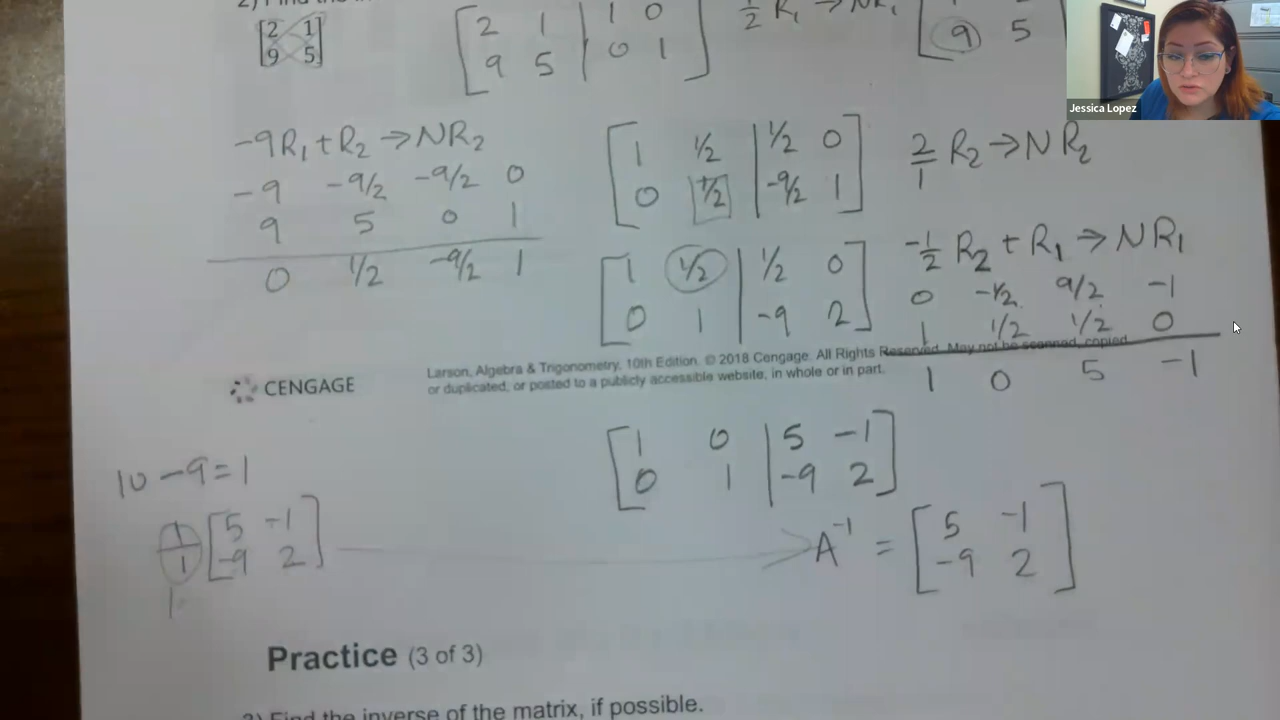 2) Find the in
[2 1
9 5]
[2 1 | 1 0
9 5 | 0 1]
1/2 R₁ → NR₁
9 5
Jessica Lopez
-9R₁ + R₂ → NR₂
-9 -9/2 -9/2 0
9 5 0 1
0 1/2 -9/2 1
[1 1/2 | 1/2 0
0 1/2 | -9/2 1]
2/1 R₂ → NR₂
[1 1/2 | 1/2 0
0 1 | -9 2]
-1/2 R₂ + R₁ → NR₁
0 -1/2 9/2 -1
1 1/2 1/2 0
1 0 5 -1
CENGAGE
Larson, Algebra & Trigonometry, 10th Edition. © 2018 Cengage. All Rights Reserved. May not be scanned, copied
or duplicated, or posted to a publicly accessible website, in whole or in part.
[1 0 | 5 -1
0 1 | -9 2]
10 - 9 = 1
1/1 [5 -1
-9 2]
A⁻¹ = [5 -1
-9 2]
Practice (3 of 3)
3) Find the inverse of the matrix, if possible.